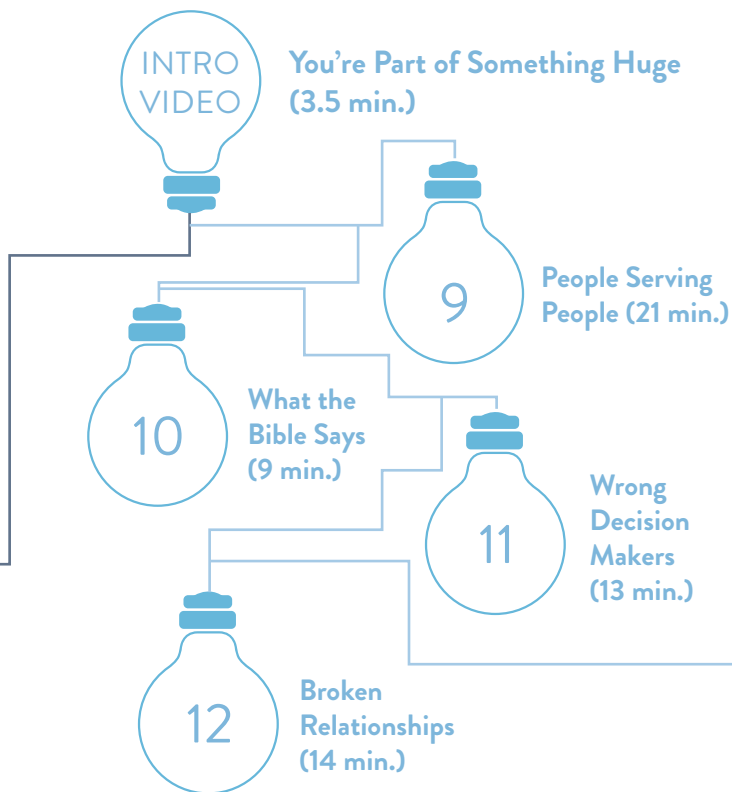 INTRO
VIDEO
You’re Part of Something Huge
(3.5 min.)
9
People Serving
People (21 min.)
10
What the
Bible Says
(9 min.)
11
Wrong
Decision
Makers
(13 min.)
12
Broken
Relationships
(14 min.)